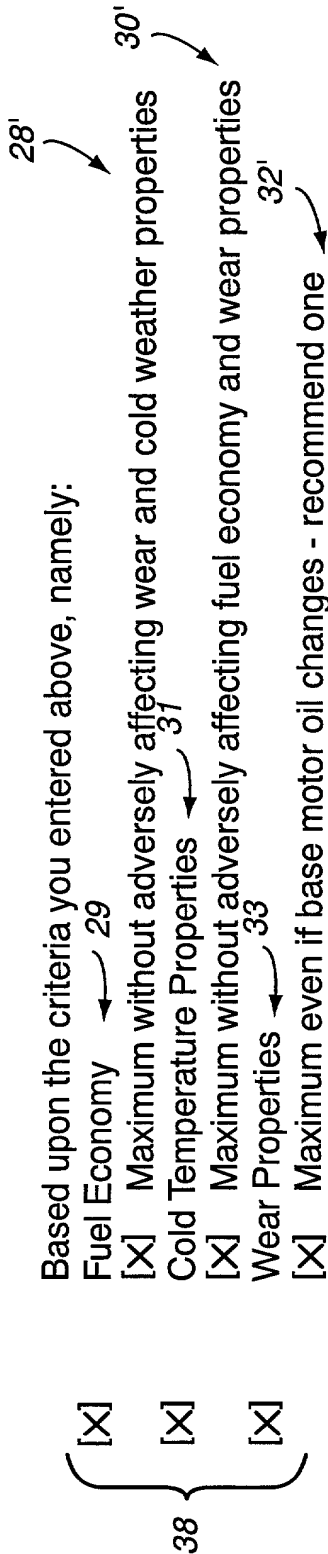 28'
Based upon the criteria you entered above, namely:
[X] Fuel Economy 29
[X] Maximum without adversely affecting wear and cold weather properties
30'
[X] Cold Temperature Properties 31
[X] Maximum without adversely affecting fuel economy and wear properties
32'
[X] Wear Properties 33
[X] Maximum even if base motor oil changes - recommend one
38